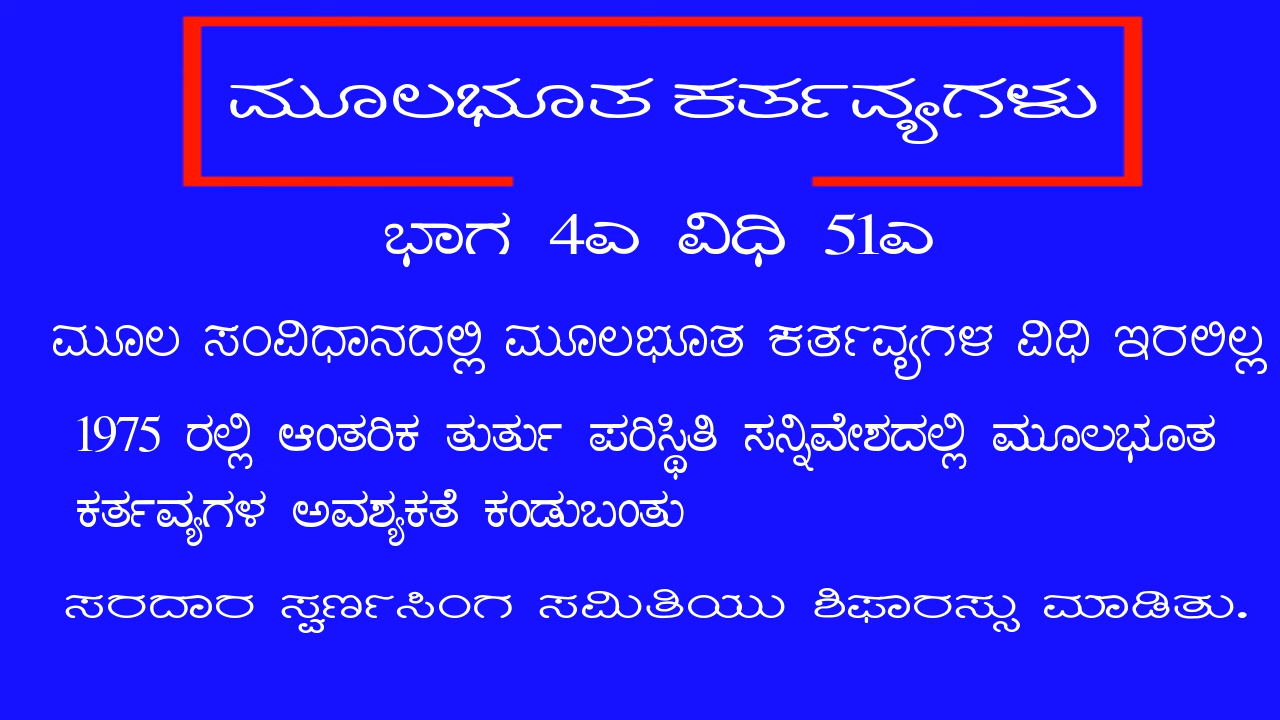 ಮೂಲಭೂತ ಕರ್ತವ್ಯಗಳು
ಭಾಗ 4ಎ ವಿಧಿ 51ಎ
ಮೂಲ ಸಂವಿಧಾನದಲ್ಲಿ ಮೂಲಭೂತ ಕರ್ತವ್ಯಗಳ ವಿಧಿ ಇರಲಿಲ್ಲ
1975 ರಲ್ಲಿ ಆಂತರಿಕ ತುರ್ತು ಪರಿಸ್ಥಿತಿ ಸನ್ನಿವೇಶದಲ್ಲಿ ಮೂಲಭೂತ
ಕರ್ತವ್ಯಗಳ ಅವಶ್ಯಕತೆ ಕಂಡುಬಂತು
ಸರದಾರ ಸ್ವರ್ಣಸಿಂಗ ಸಮಿತಿಯು ಶಿಫಾರಸ್ಸು ಮಾಡಿತು.